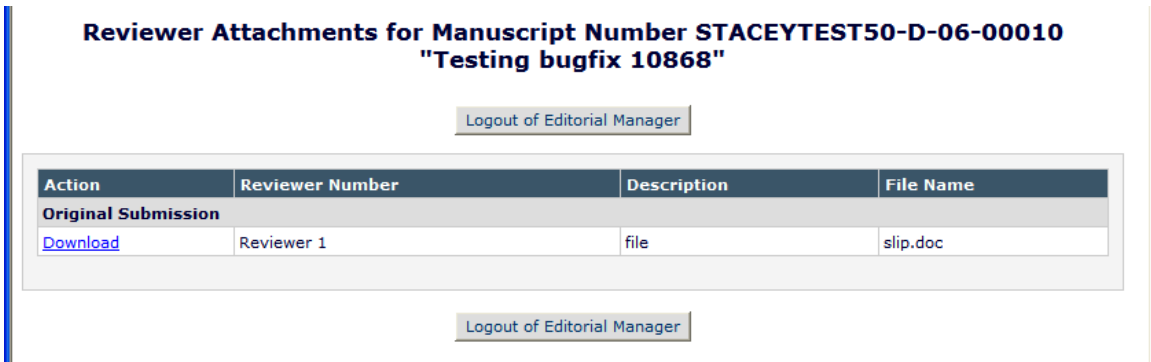 Reviewer Attachments for Manuscript Number STACEYTEST50-D-06-00010
"Testing bugfix 10868"
Logout of Editorial Manager
Action Reviewer Number Description File Name
Original Submission
Download Reviewer 1 file slip.doc
Logout of Editorial Manager